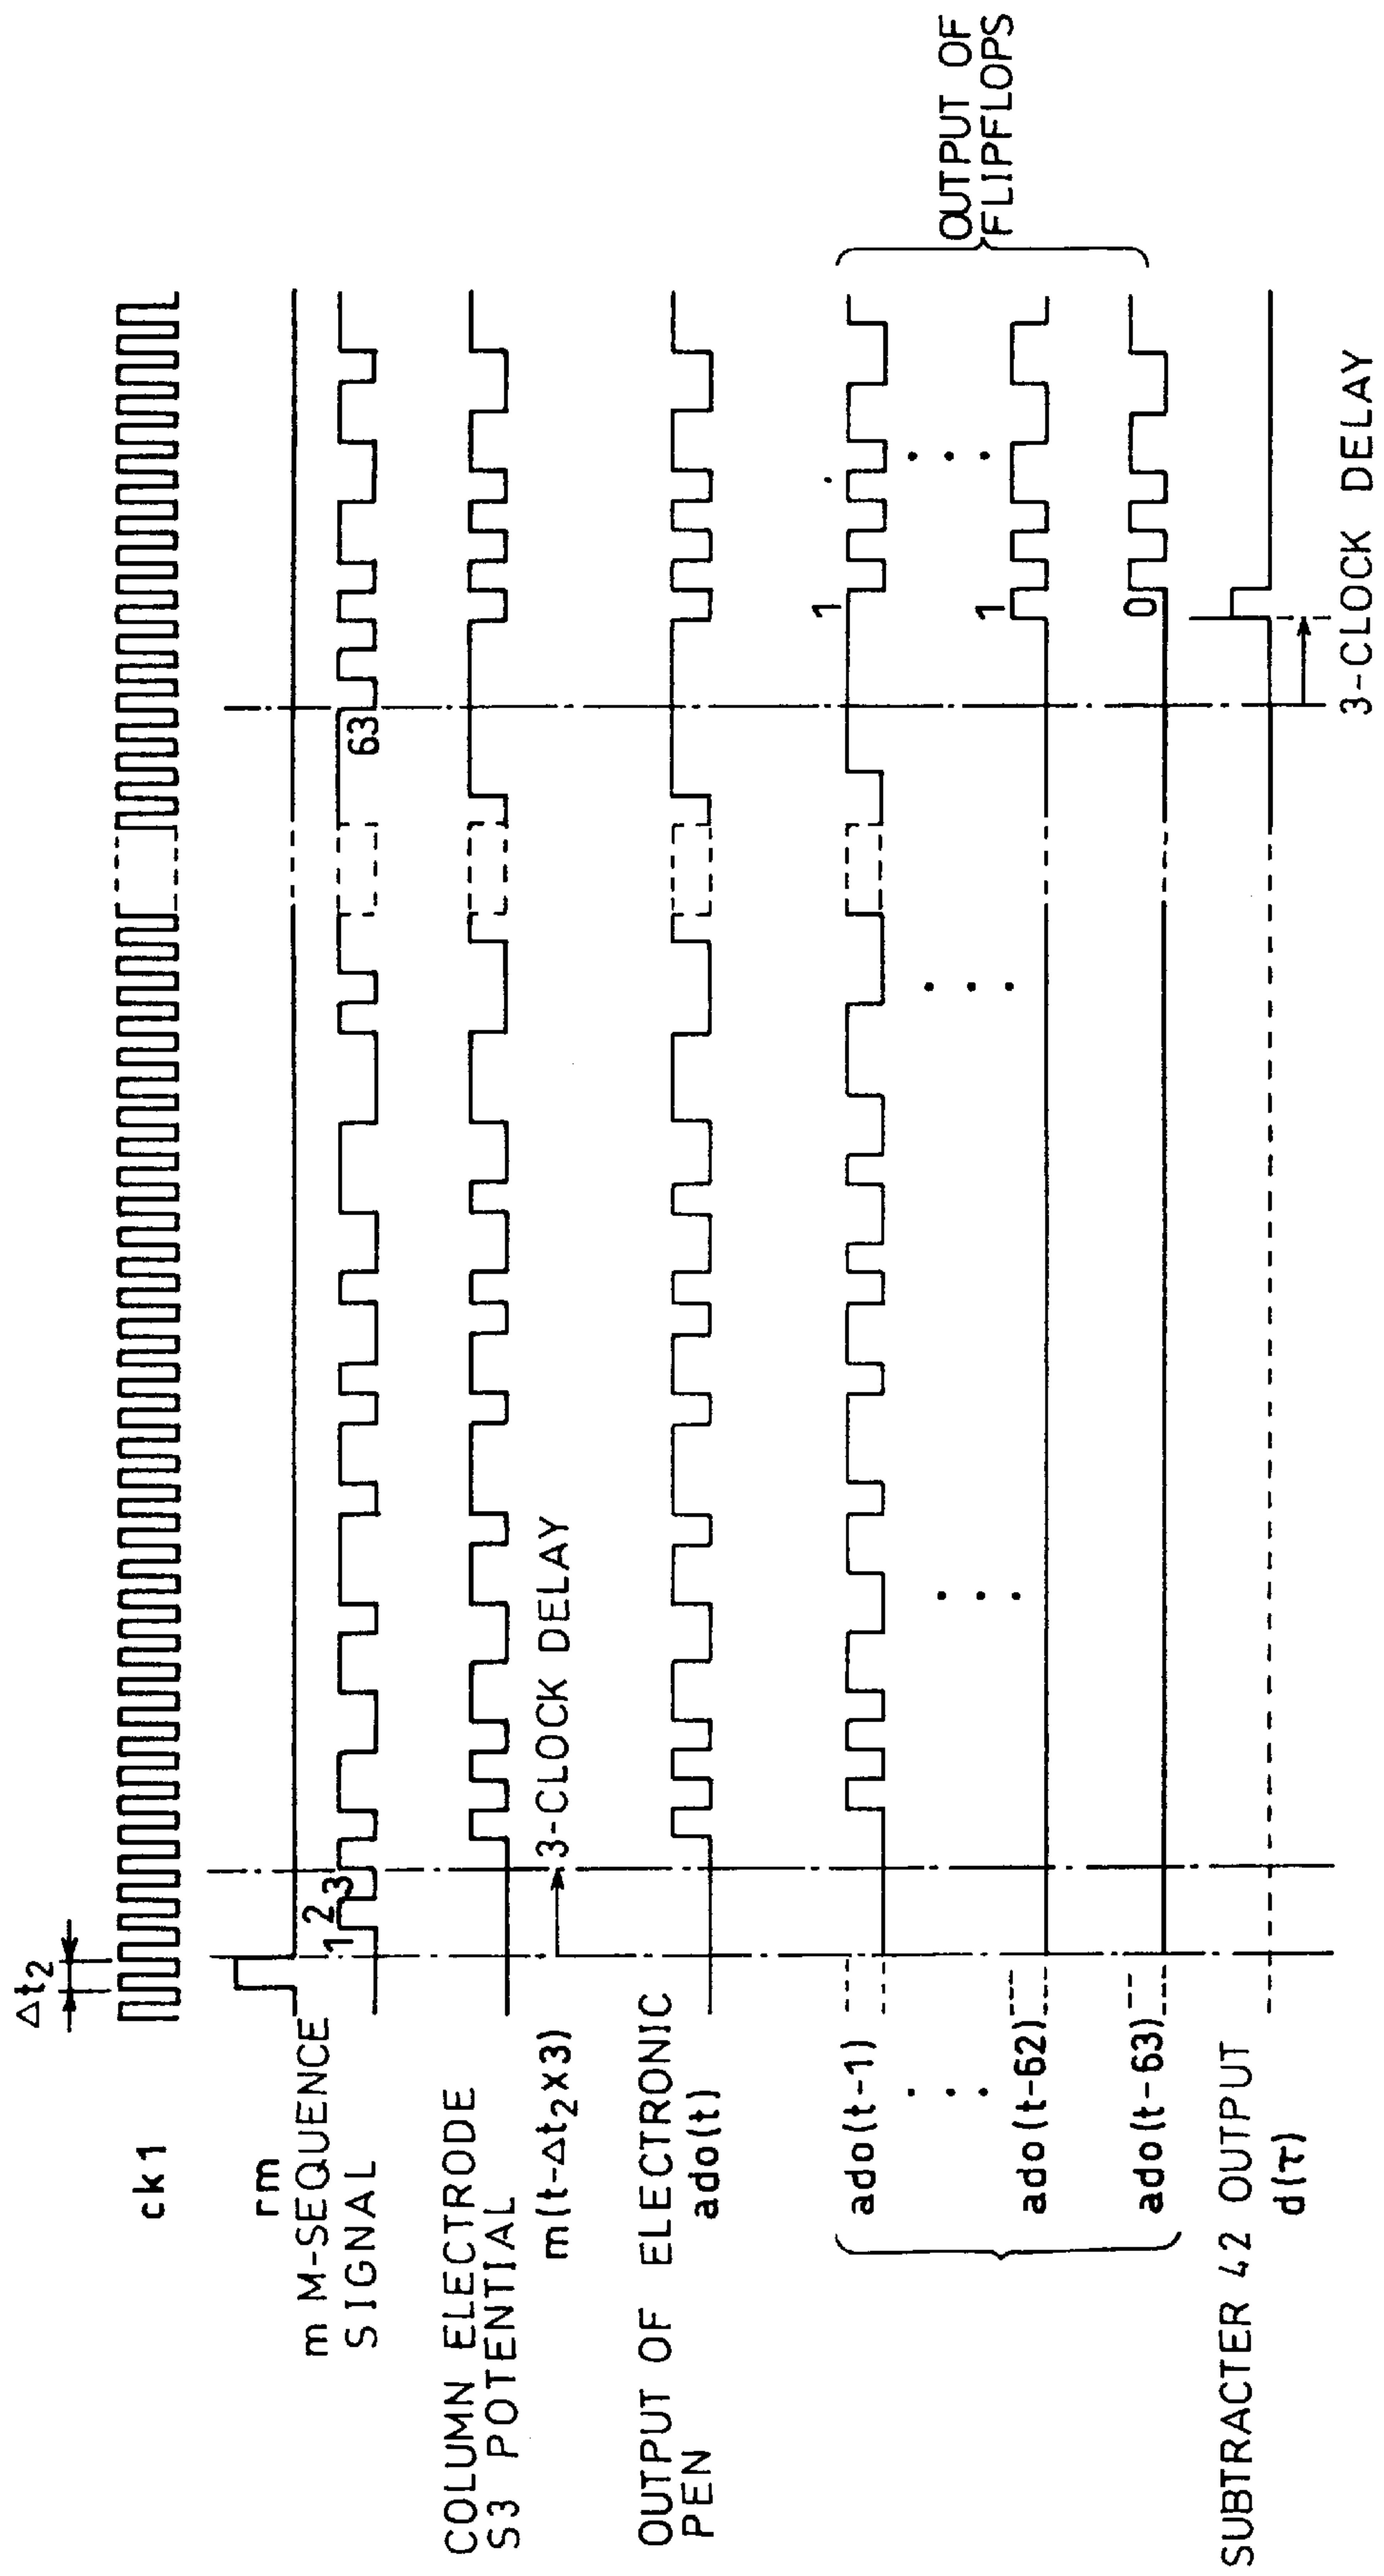 Δt2
ck1
rm
m M-SEQUENCE
SIGNAL
1 2 3
63
COLUMN ELECTRODE
S3 POTENTIAL
m(t-Δt2×3)
3-CLOCK DELAY
OUTPUT OF ELECTRONIC
PEN ado(t)
ado(t-1)
1
ado(t-62)
1
ado(t-63)
0
OUTPUT OF
FLIPFLOPS
SUBTRACTER 42 OUTPUT
d(τ)
3-CLOCK DELAY